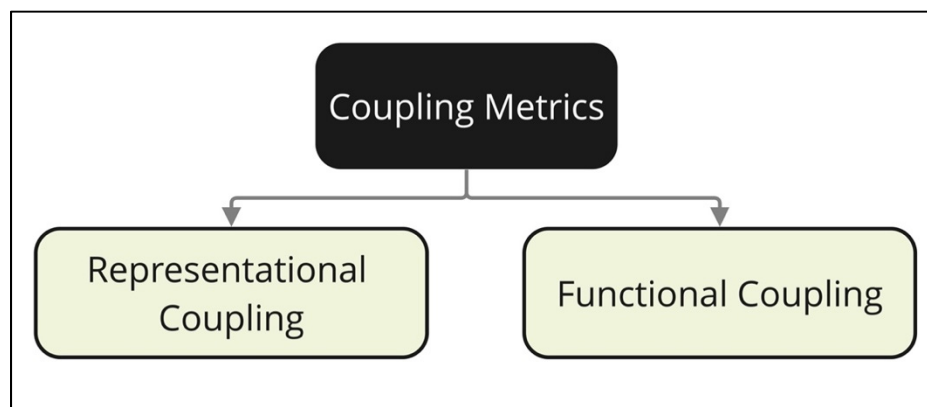 Coupling Metrics
Representational
Coupling
Functional Coupling